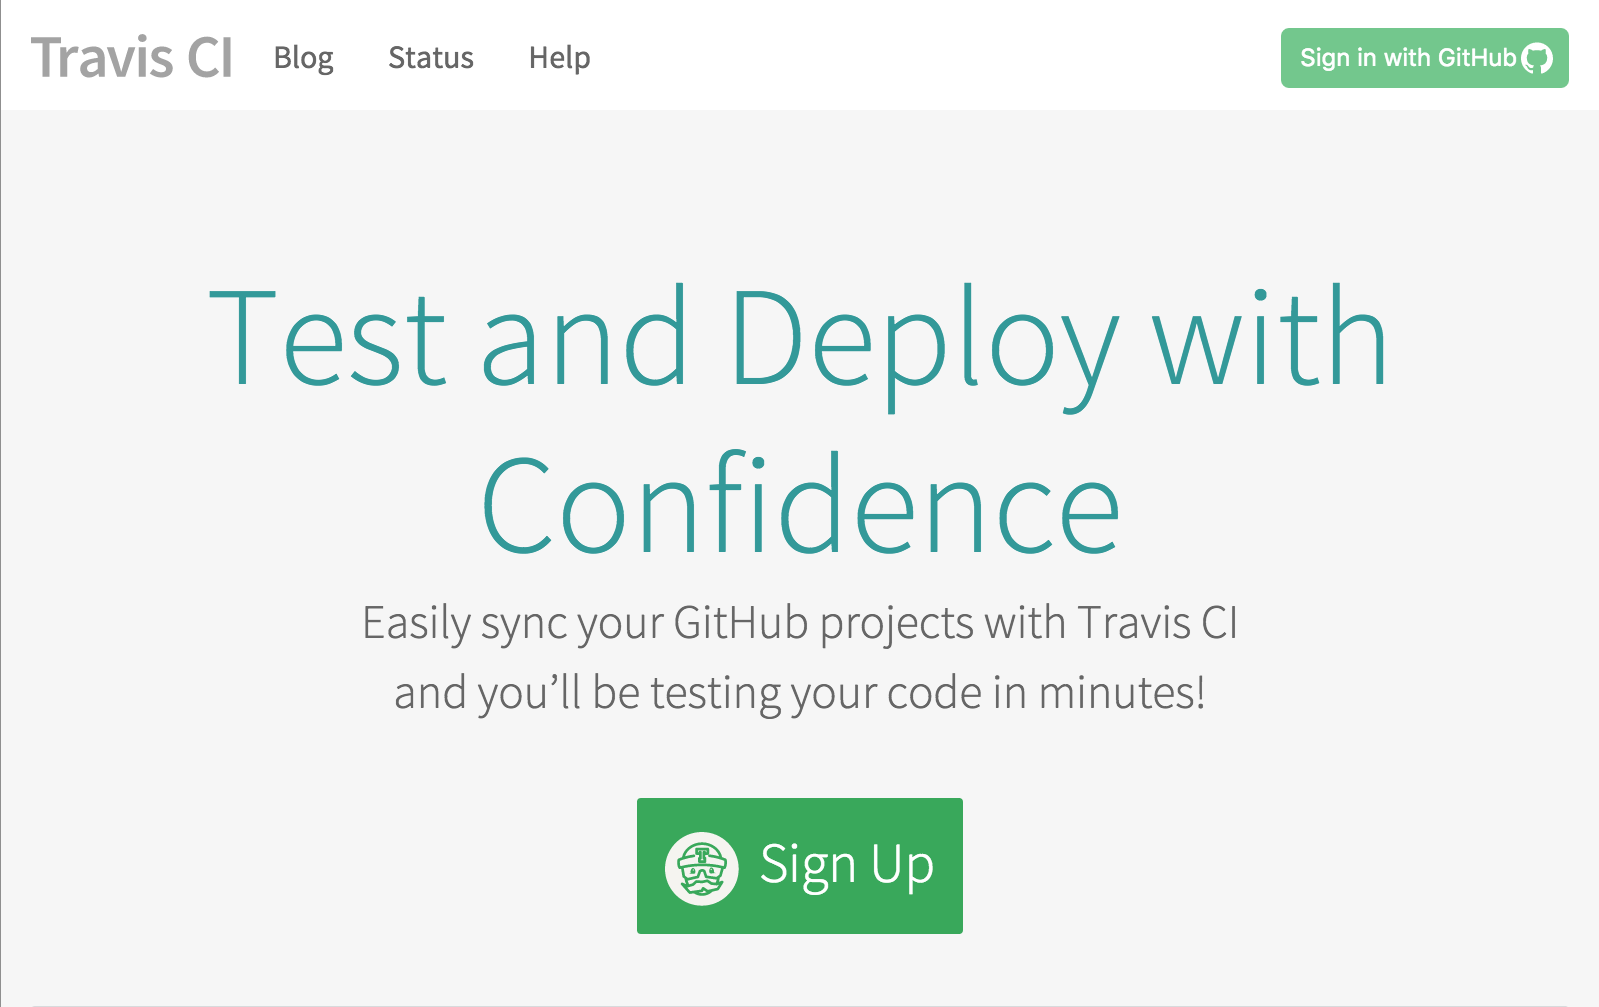 Travis CI
Blog
Status
Help
Sign in with GitHub
Test and Deploy with
Confidence
Easily sync your GitHub projects with Travis CI
and you’ll be testing your code in minutes!
T
Sign Up